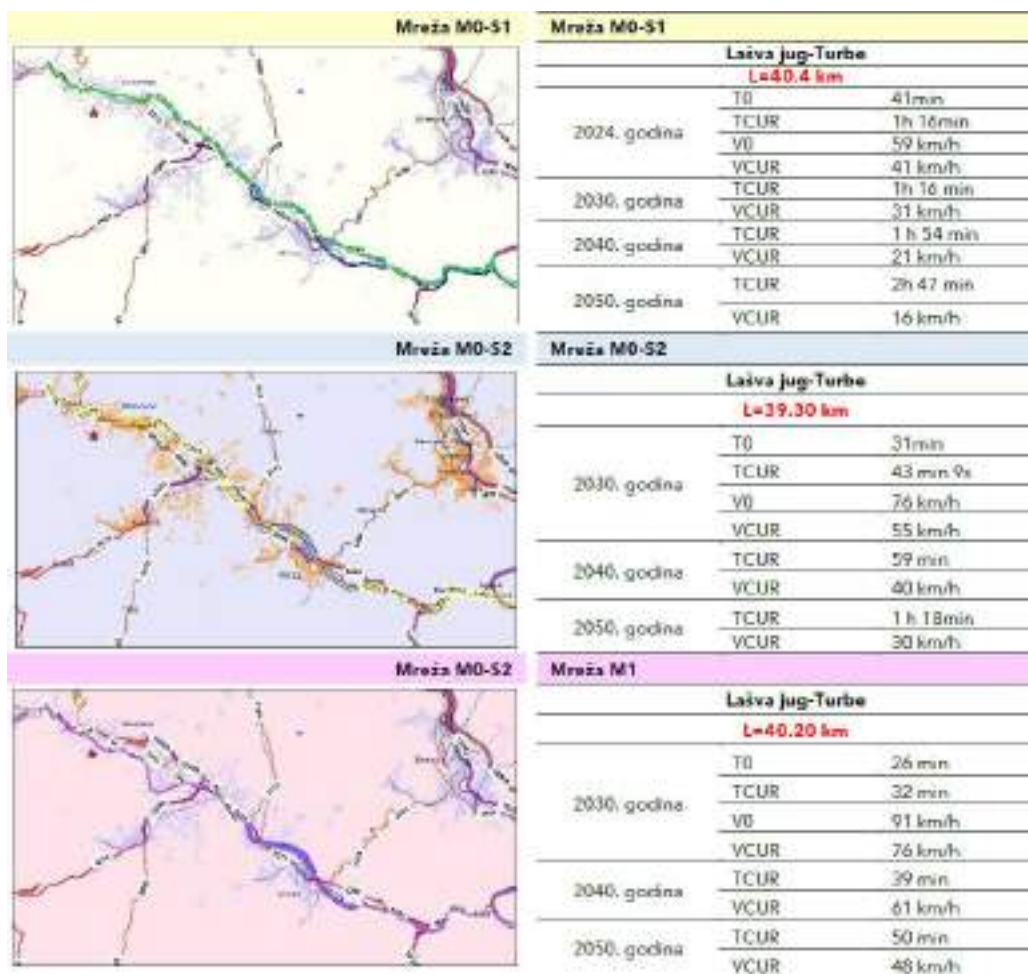 Mreža M0-S1
Mreža M0-S1
Lašva jug-Turbe
L=40.4 km
2024. godina
T0 41min
TCUR 1h 16min
V0 59 km/h
VCUR 41 km/h
2030. godina
TCUR 1h 16 min
VCUR 31 km/h
2040. godina
TCUR 1 h 54 min
VCUR 21 km/h
2050. godina
TCUR 2h 47 min
VCUR 16 km/h
Mreža M0-S2
Mreža M0-S2
Lašva jug-Turbe
L=39.30 km
2030. godina
T0 31min
TCUR 43 min 9s
V0 76 km/h
VCUR 55 km/h
2040. godina
TCUR 59 min
VCUR 40 km/h
2050. godina
TCUR 1 h 18min
VCUR 30 km/h
Mreža M0-S2
Mreža M1
Lašva jug-Turbe
L=40.20 km
2030. godina
T0 26 min
TCUR 32 min
V0 91 km/h
VCUR 76 km/h
2040. godina
TCUR 39 min
VCUR 61 km/h
2050. godina
TCUR 50 min
VCUR 48 km/h